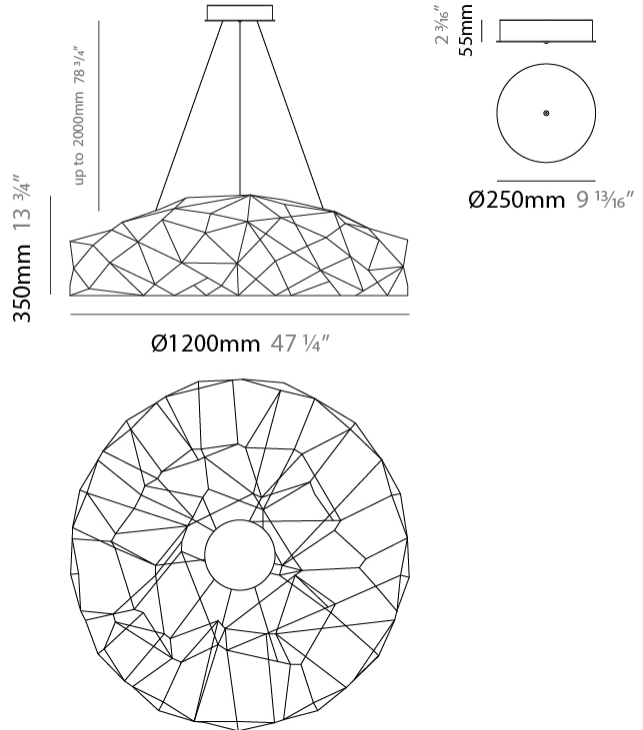 up to 2000mm 78 ¾”
350mm 13 ¾”
Ø1200mm 47 ¼”
2 3⁄16”
55mm
Ø250mm 9 13⁄16”